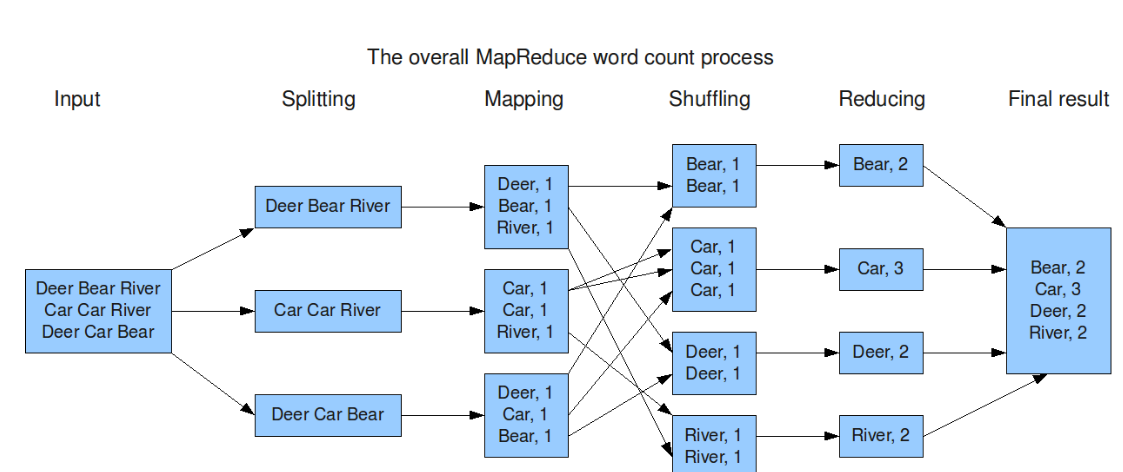 The overall MapReduce word count process
Input
Splitting
Mapping
Shuffling
Reducing
Final result
Deer Bear River
Car Car River
Deer Car Bear
Deer Bear River
Car Car River
Deer Car Bear
Deer, 1
Bear, 1
River, 1
Car, 1
Car, 1
River, 1
Deer, 1
Car, 1
Bear, 1
Bear, 1
Bear, 1
Car, 1
Car, 1
Car, 1
Deer, 1
Deer, 1
River, 1
River, 1
Bear, 2
Car, 3
Deer, 2
River, 2
Bear, 2
Car, 3
Deer, 2
River, 2